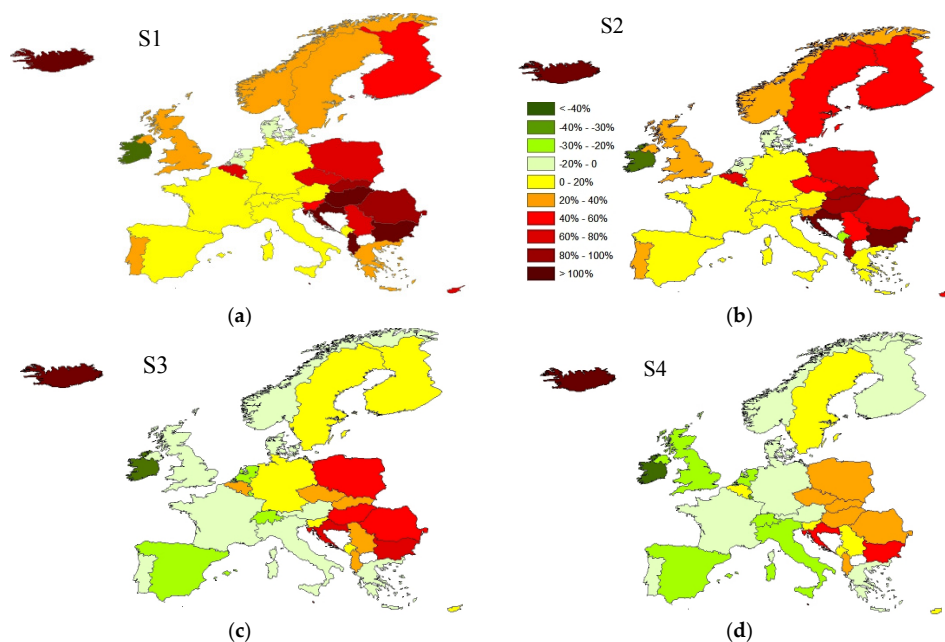 S1
S2
< -40%
-40% - -30%
-30% - -20%
-20% - 0
0 - 20%
20% - 40%
40% - 60%
60% - 80%
80% - 100%
> 100%
(a)
(b)
S3
S4
(c)
(d)